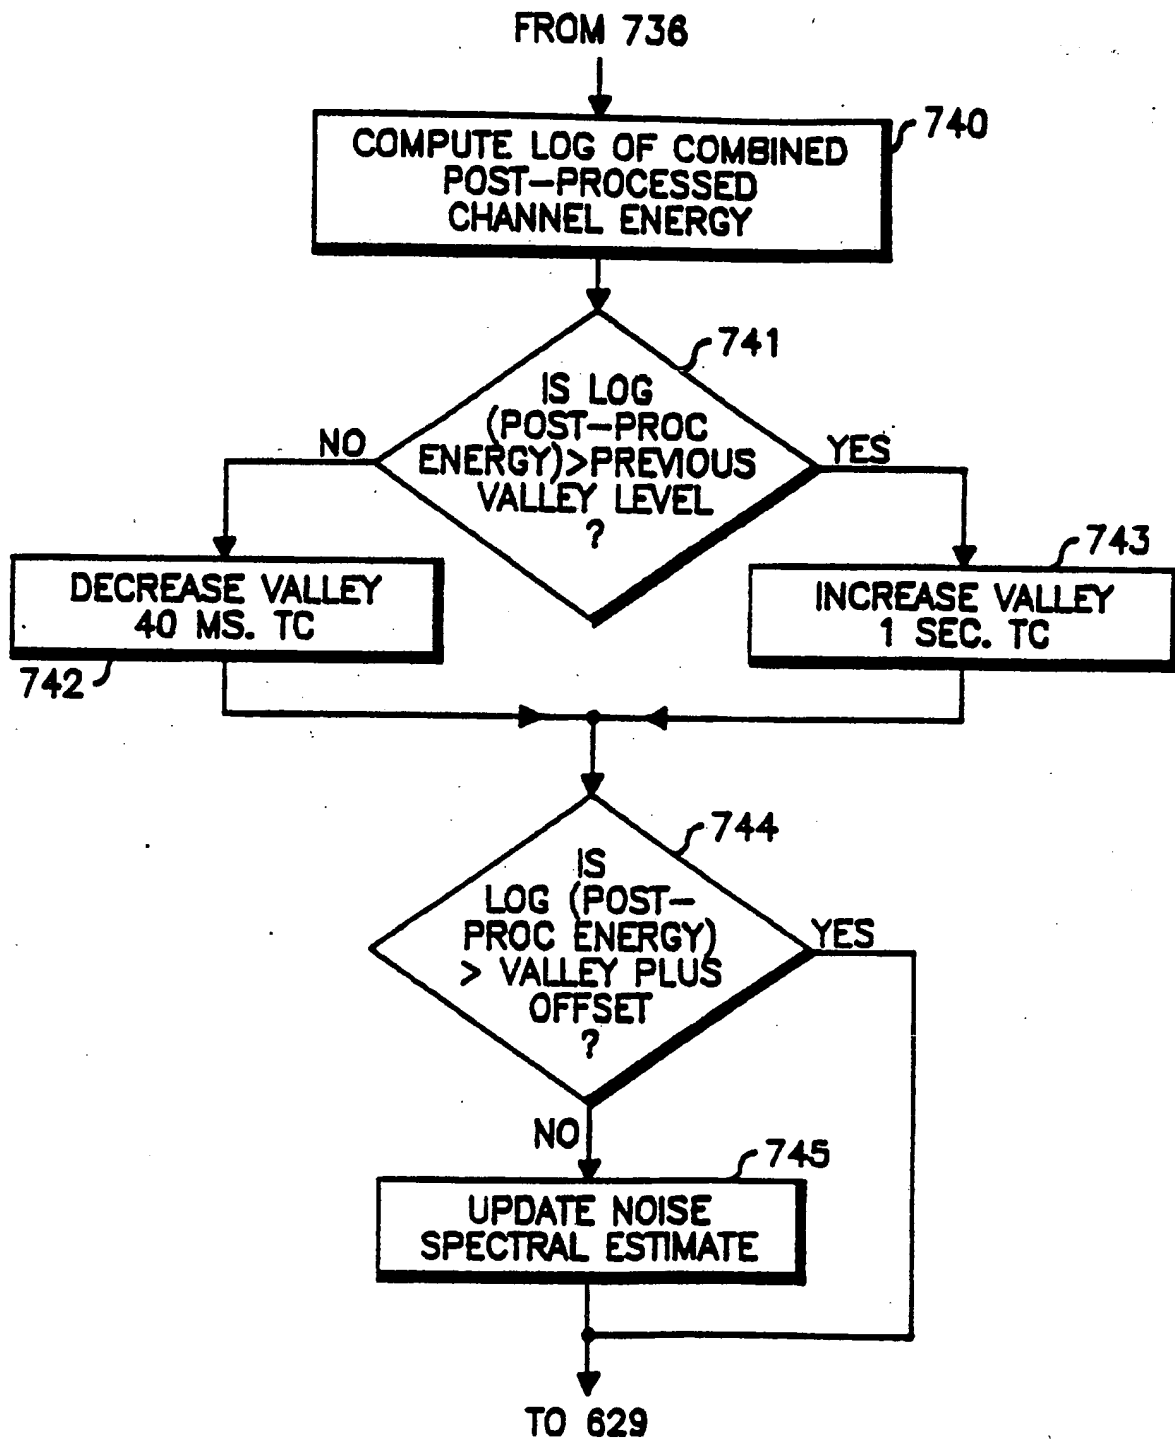 FROM 736
740
COMPUTE LOG OF COMBINED
POST-PROCESSED
CHANNEL ENERGY
741
IS LOG
(POST-PROC
ENERGY)>PREVIOUS
VALLEY LEVEL
?
NO
YES
DECREASE VALLEY
40 MS. TC
742
743
INCREASE VALLEY
1 SEC. TC
744
IS
LOG (POST-
PROC ENERGY)
> VALLEY PLUS
OFFSET
?
YES
NO
745
UPDATE NOISE
SPECTRAL ESTIMATE
TO 629